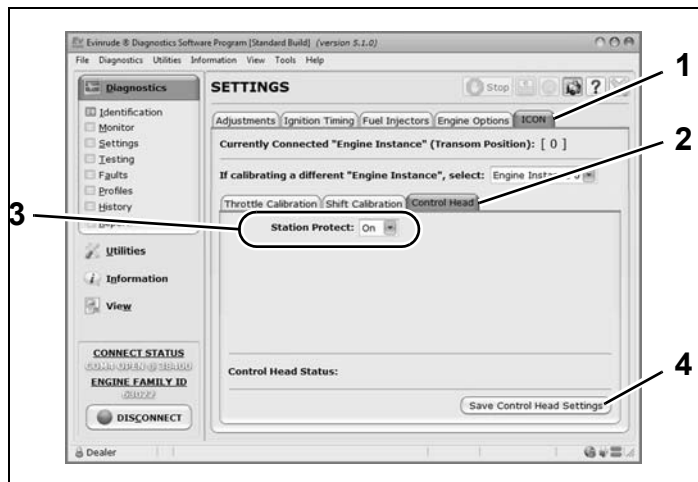 Evinrude ® Diagnostics Software Program [Standard Build] (version 5.1.0)
File Diagnostics Utilities Information View Tools Help
Diagnostics
SETTINGS
Stop
?
1
Identification
Monitor
Settings
Testing
Faults
Profiles
History
Adjustments Ignition Timing Fuel Injectors Engine Options ICON
Currently Connected "Engine Instance" (Transom Position): [ 0 ]
2
If calibrating a different "Engine Instance", select: Engine
Throttle Calibration Shift Calibration Control Head
3
Station Protect: On
Utilities
Information
View
CONNECT STATUS
COM4 OPEN @ 38400
ENGINE FAMILY ID
DISCONNECT
Control Head Status:
4
Save Control Head Settings
Dealer